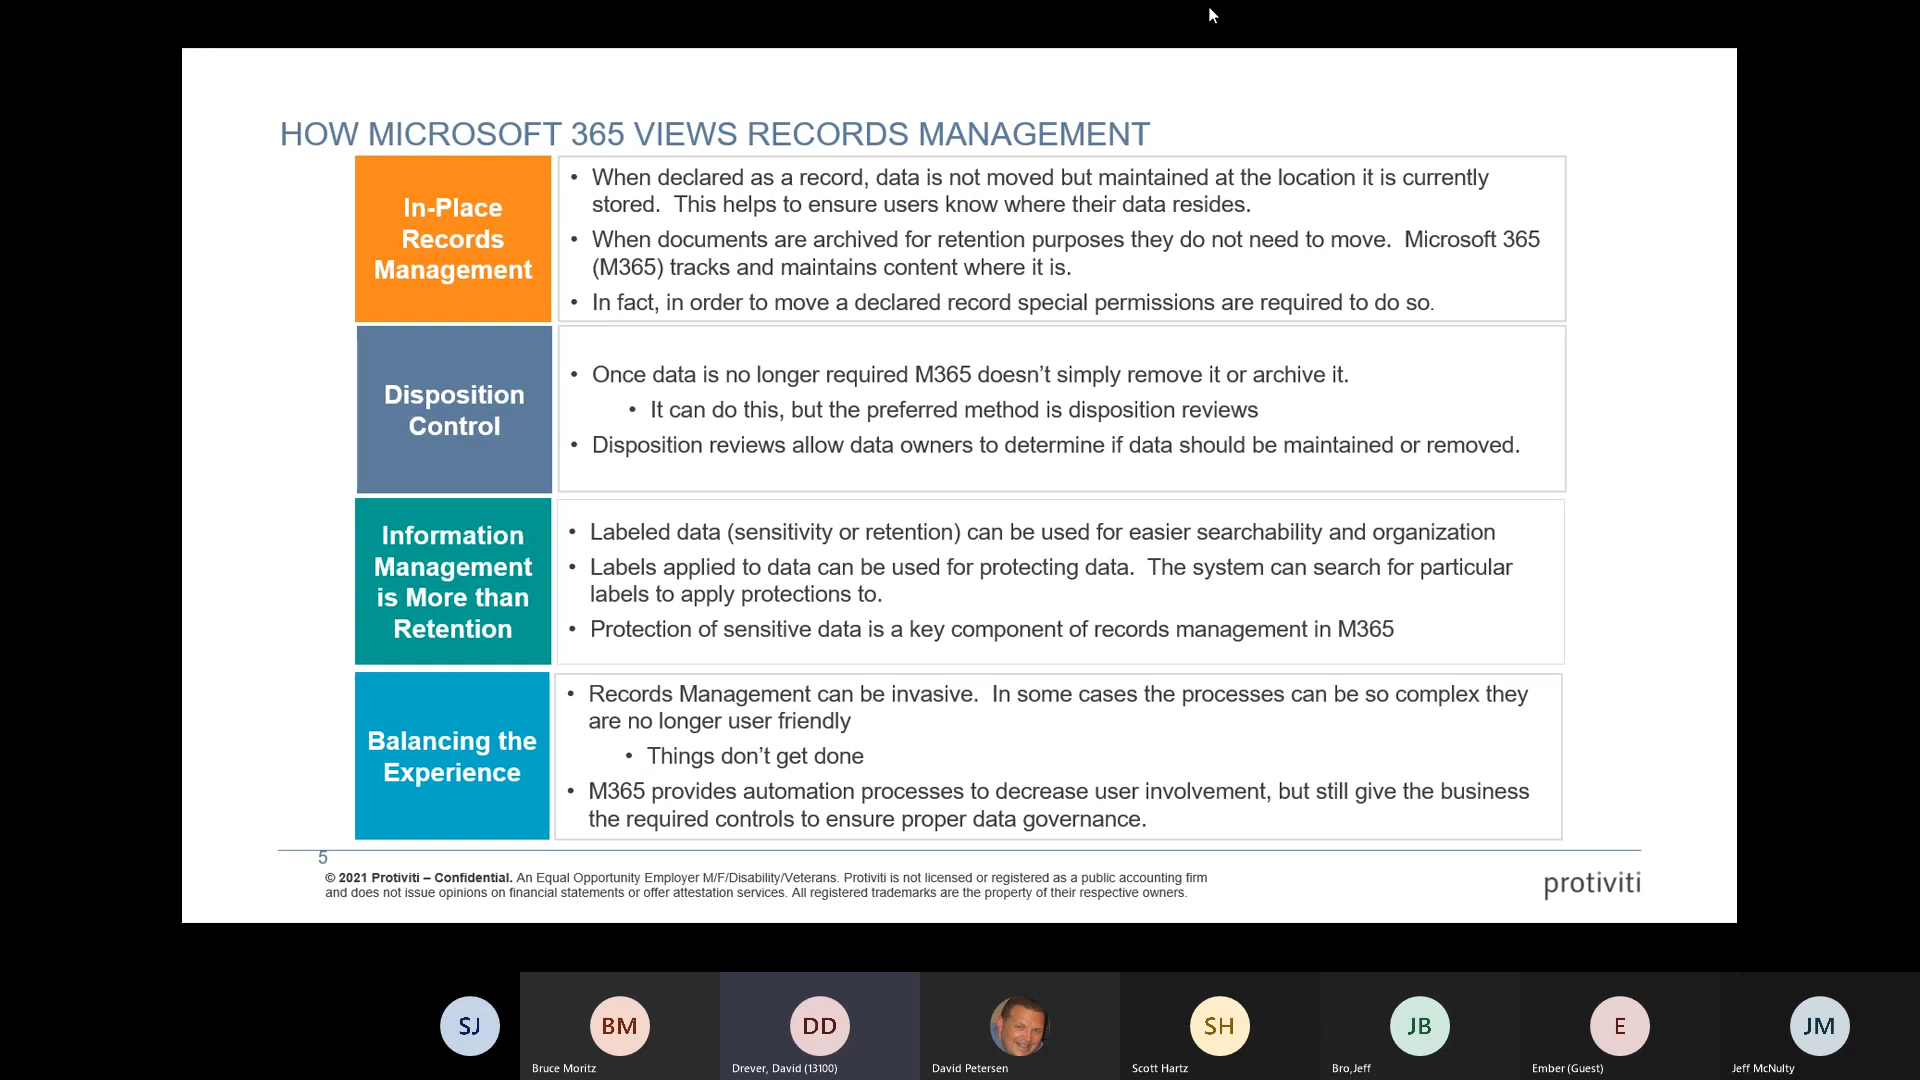 HOW MICROSOFT 365 VIEWS RECORDS MANAGEMENT
In-Place
Records
Management
• When declared as a record, data is not moved but maintained at the location it is currently
stored.  This helps to ensure users know where their data resides.
• When documents are archived for retention purposes they do not need to move.  Microsoft 365
(M365) tracks and maintains content where it is.
• In fact, in order to move a declared record special permissions are required to do so.
Disposition
Control
• Once data is no longer required M365 doesn’t simply remove it or archive it.
• It can do this, but the preferred method is disposition reviews
• Disposition reviews allow data owners to determine if data should be maintained or removed.
Information
Management
is More than
Retention
• Labeled data (sensitivity or retention) can be used for easier searchability and organization
• Labels applied to data can be used for protecting data.  The system can search for particular
labels to apply protections to.
• Protection of sensitive data is a key component of records management in M365
Balancing the
Experience
• Records Management can be invasive.  In some cases the processes can be so complex they
are no longer user friendly
• Things don’t get done
• M365 provides automation processes to decrease user involvement, but still give the business
the required controls to ensure proper data governance.
5
© 2021 Protiviti – Confidential. An Equal Opportunity Employer M/F/Disability/Veterans. Protiviti is not licensed or registered as a public accounting firm
and does not issue opinions on financial statements or offer attestation services. All registered trademarks are the property of their respective owners.
protiviti
SJ
BM
DD
SH
JB
E
JM
Bruce Moritz
Drever, David (13100)
David Petersen
Scott Hartz
Bro,Jeff
Ember (Guest)
Jeff McNulty